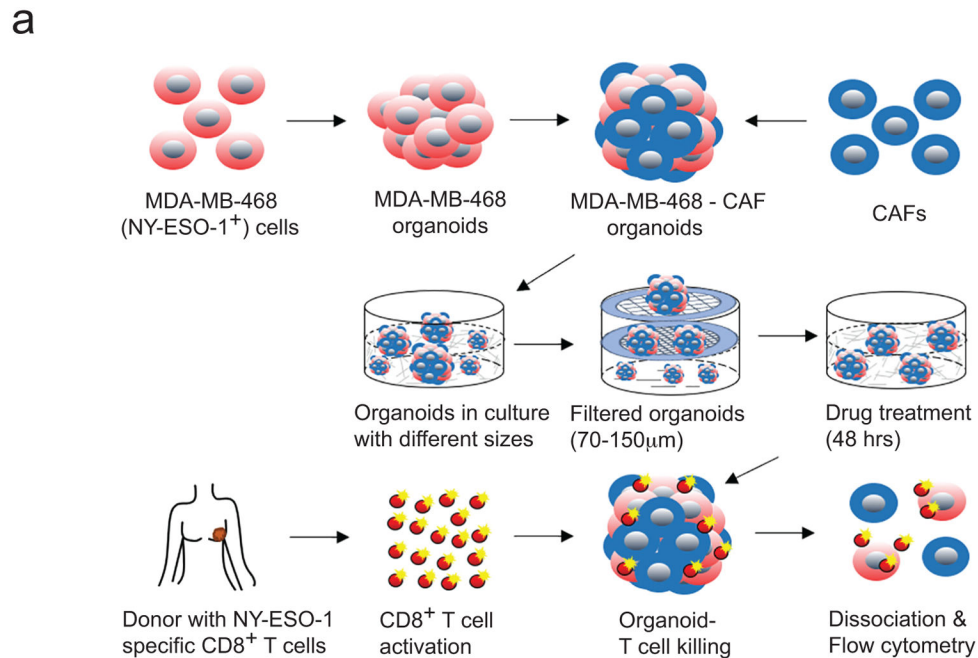 a
MDA-MB-468
(NY-ESO-1⁺) cells
MDA-MB-468
organoids
MDA-MB-468 - CAF
organoids
CAFs
Organoids in culture
with different sizes
Filtered organoids
(70-150μm)
Drug treatment
(48 hrs)
Donor with NY-ESO-1
specific CD8⁺ T cells
CD8⁺ T cell
activation
Organoid-
T cell killing
Dissociation &
Flow cytometry